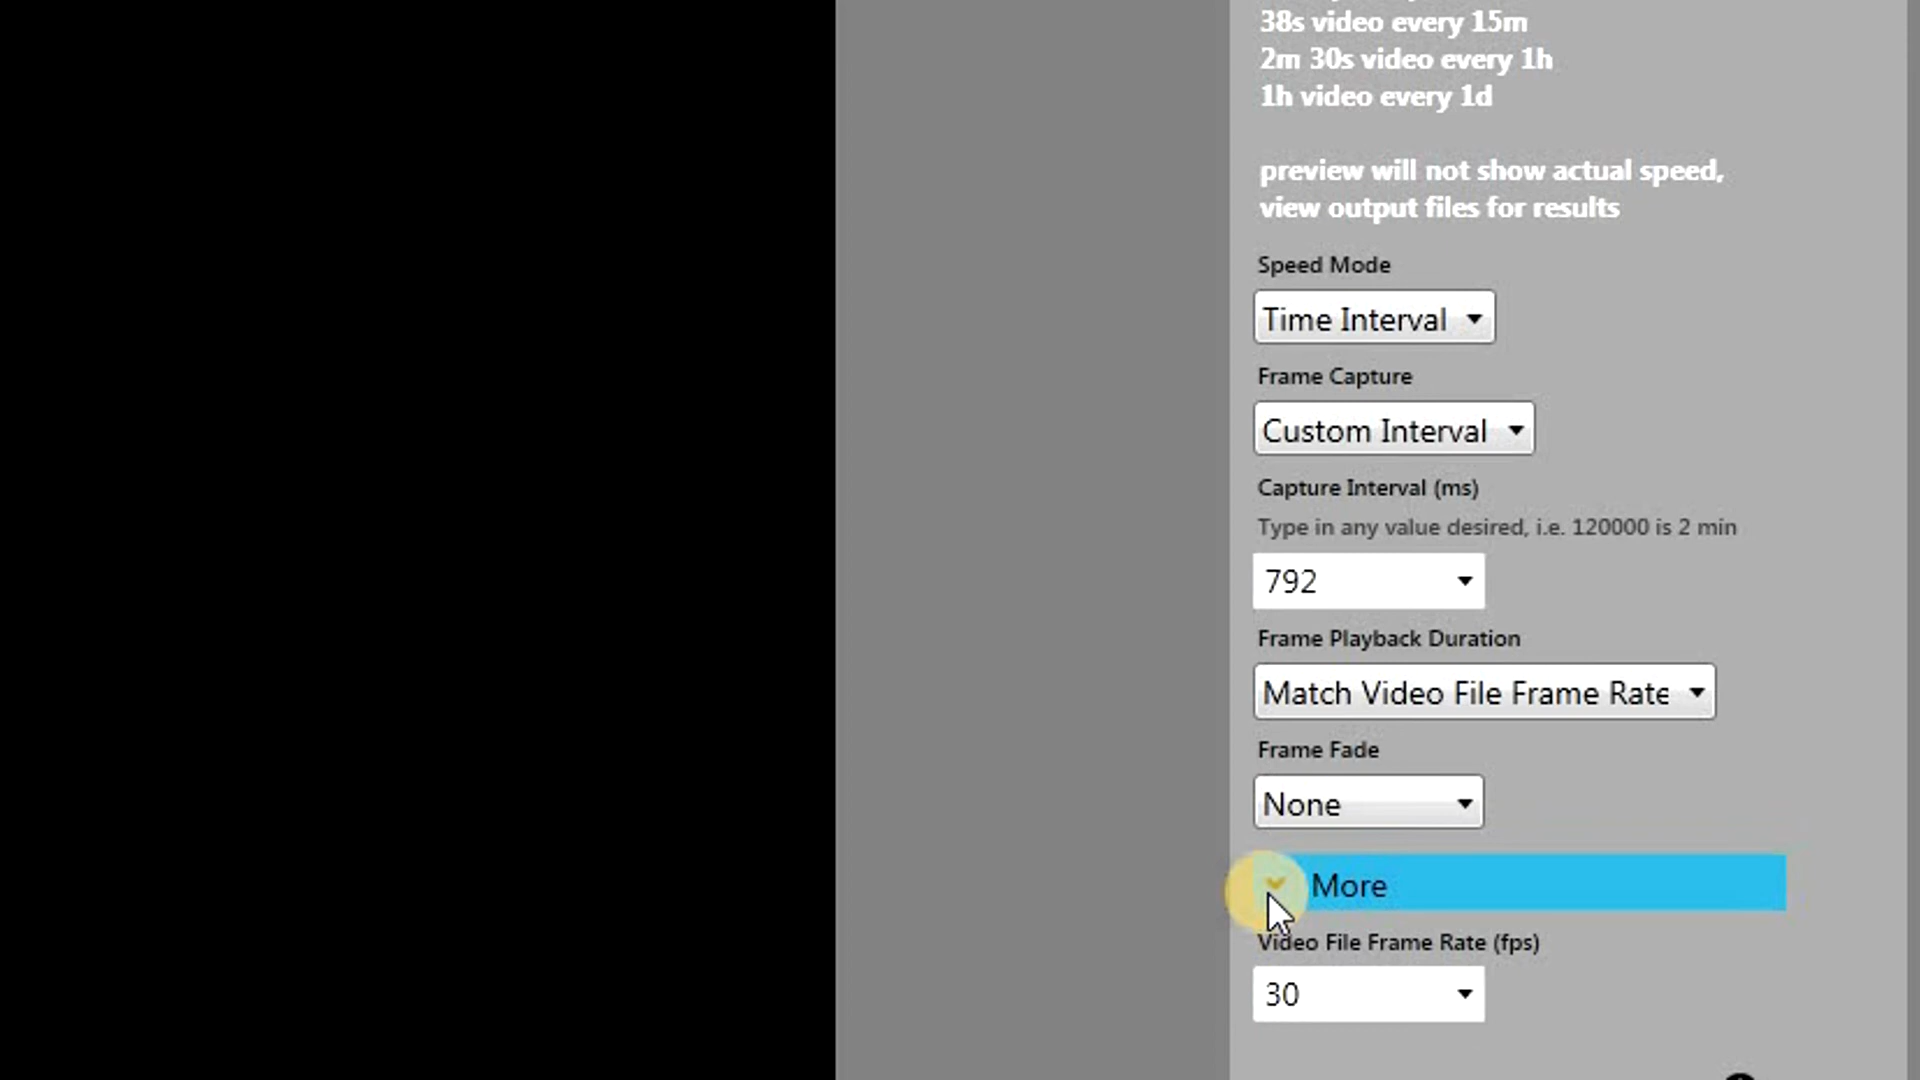 38s video every 15m
2m 30s video every 1h
1h video every 1d
preview will not show actual speed,
view output files for results
Speed Mode
Time Interval
Frame Capture
Custom Interval
Capture Interval (ms)
Type in any value desired, i.e. 120000 is 2 min
792
Frame Playback Duration
Match Video File Frame Rate
Frame Fade
None
More
Video File Frame Rate (fps)
30